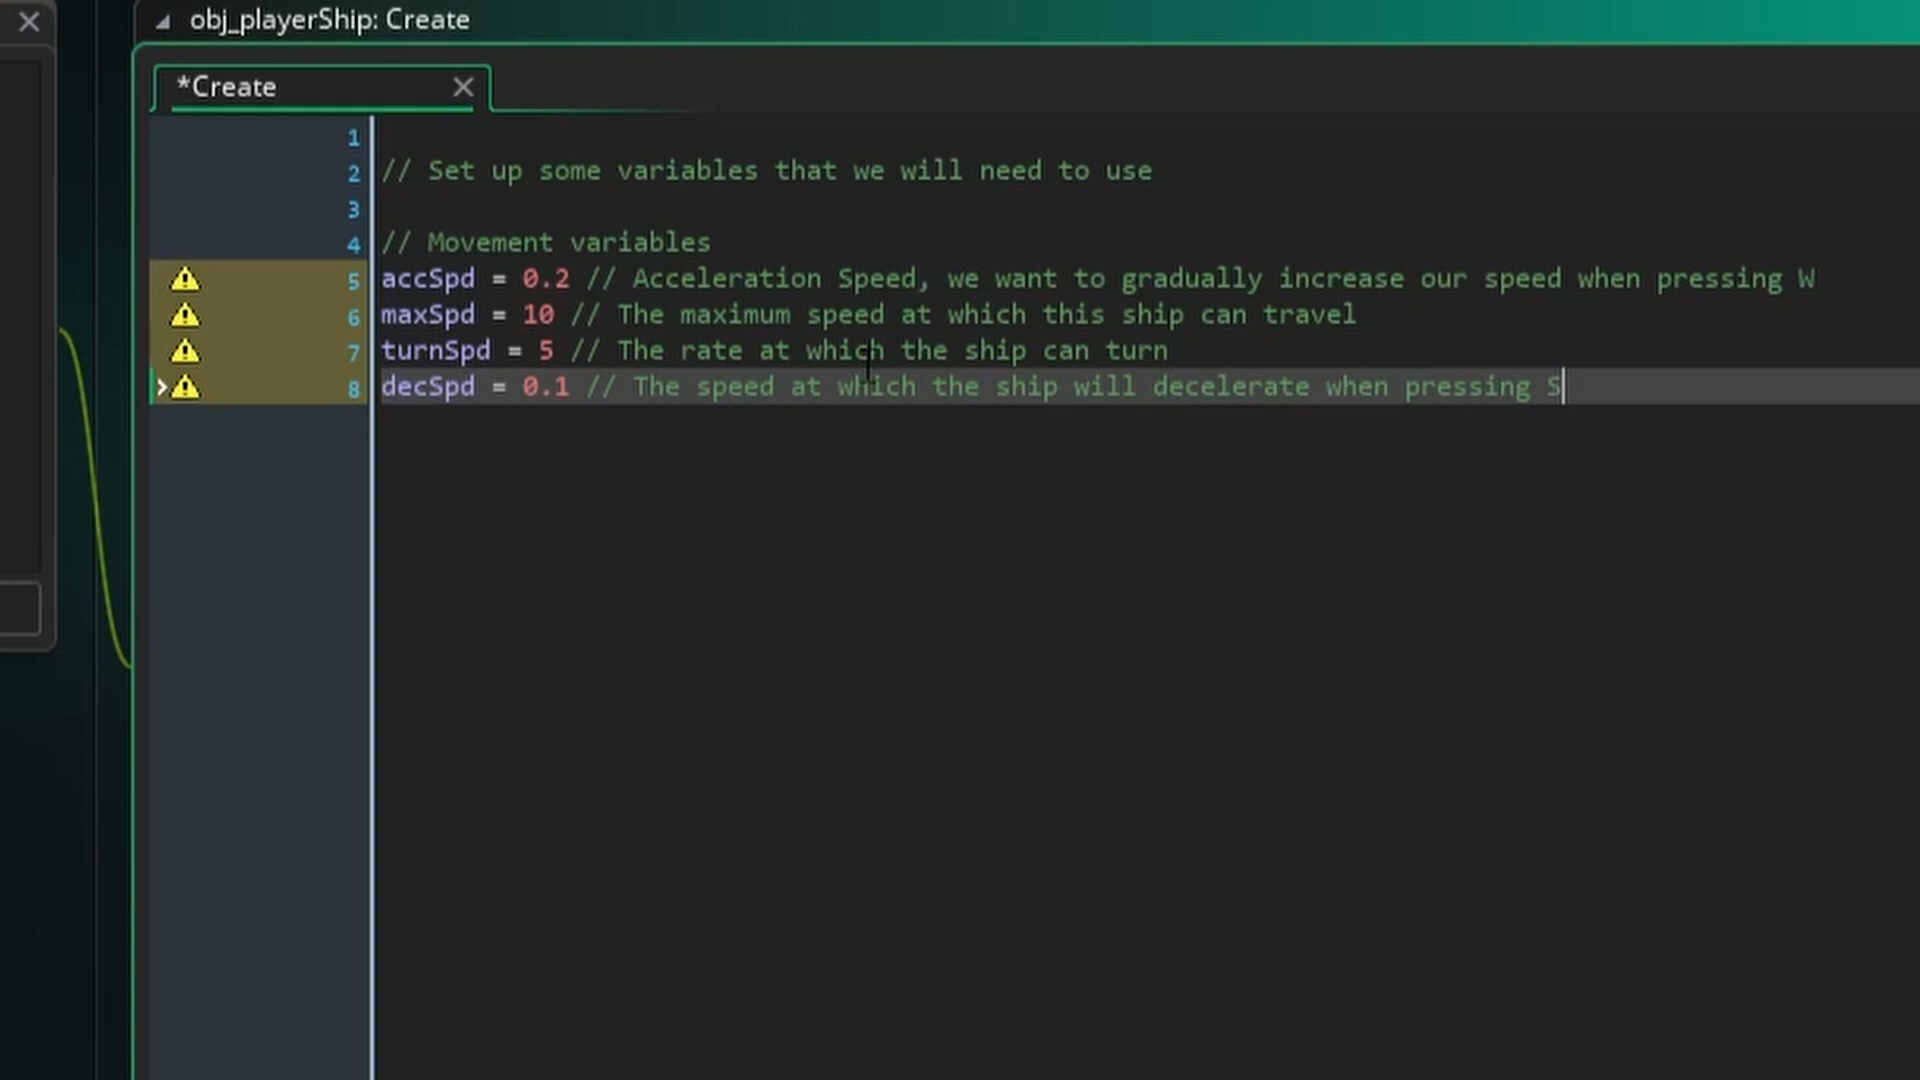 obj_playerShip: Create
*Create
1
2 // Set up some variables that we will need to use
3
4 // Movement variables
5 accSpd = 0.2 // Acceleration Speed, we want to gradually increase our speed when pressing W
6 maxSpd = 10 // The maximum speed at which this ship can travel
7 turnSpd = 5 // The rate at which the ship can turn
8 decSpd = 0.1 // The speed at which the ship will decelerate when pressing S